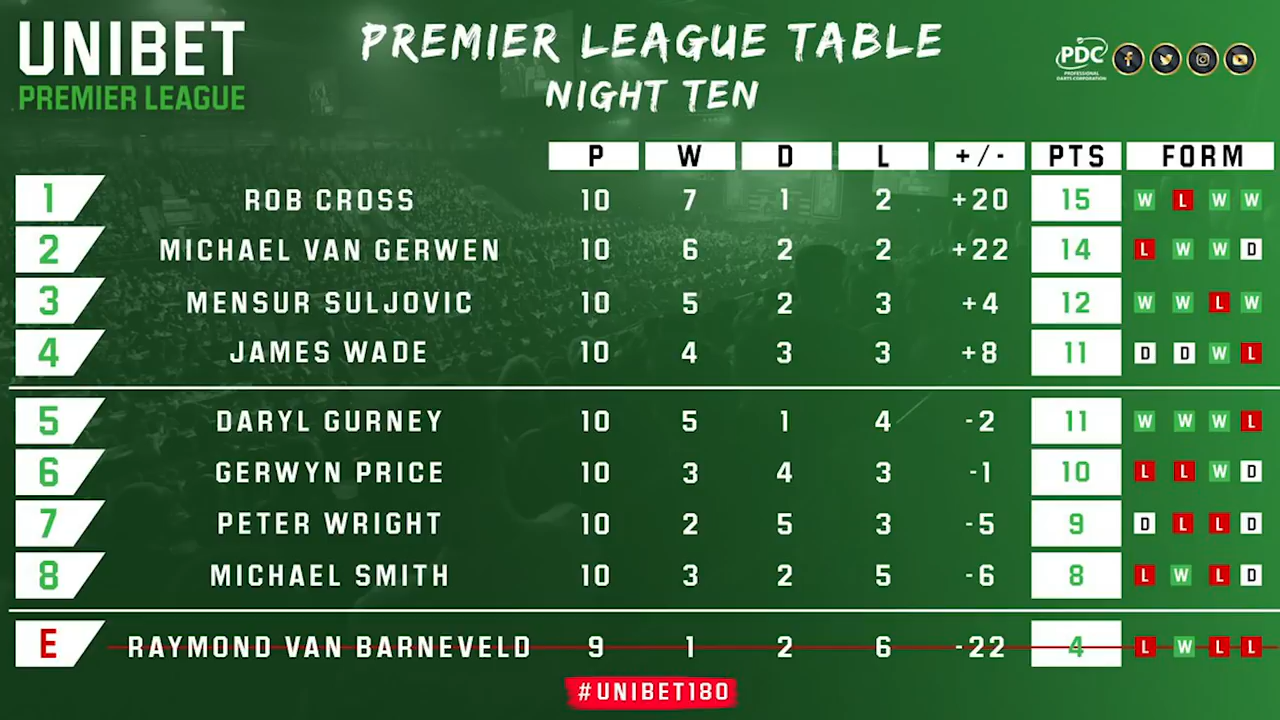 UNIBET
PREMIER LEAGUE
PREMIER LEAGUE TABLE
NIGHT TEN
PDC
PROFESSIONAL
DARTS CORPORATION
P W D L +/- PTS FORM
1 ROB CROSS 10 7 1 2 +20 15 W L W W
2 MICHAEL VAN GERWEN 10 6 2 2 +22 14 L W W D
3 MENSUR SULJOVIC 10 5 2 3 +4 12 W W L W
4 JAMES WADE 10 4 3 3 +8 11 D D W L
5 DARYL GURNEY 10 5 1 4 -2 11 W W W L
6 GERWYN PRICE 10 3 4 3 -1 10 L L W D
7 PETER WRIGHT 10 2 5 3 -5 9 D L L D
8 MICHAEL SMITH 10 3 2 5 -6 8 L W L D
E RAYMOND VAN BARNEVELD 9 1 2 6 -22 4 L W L L
#UNIBET180